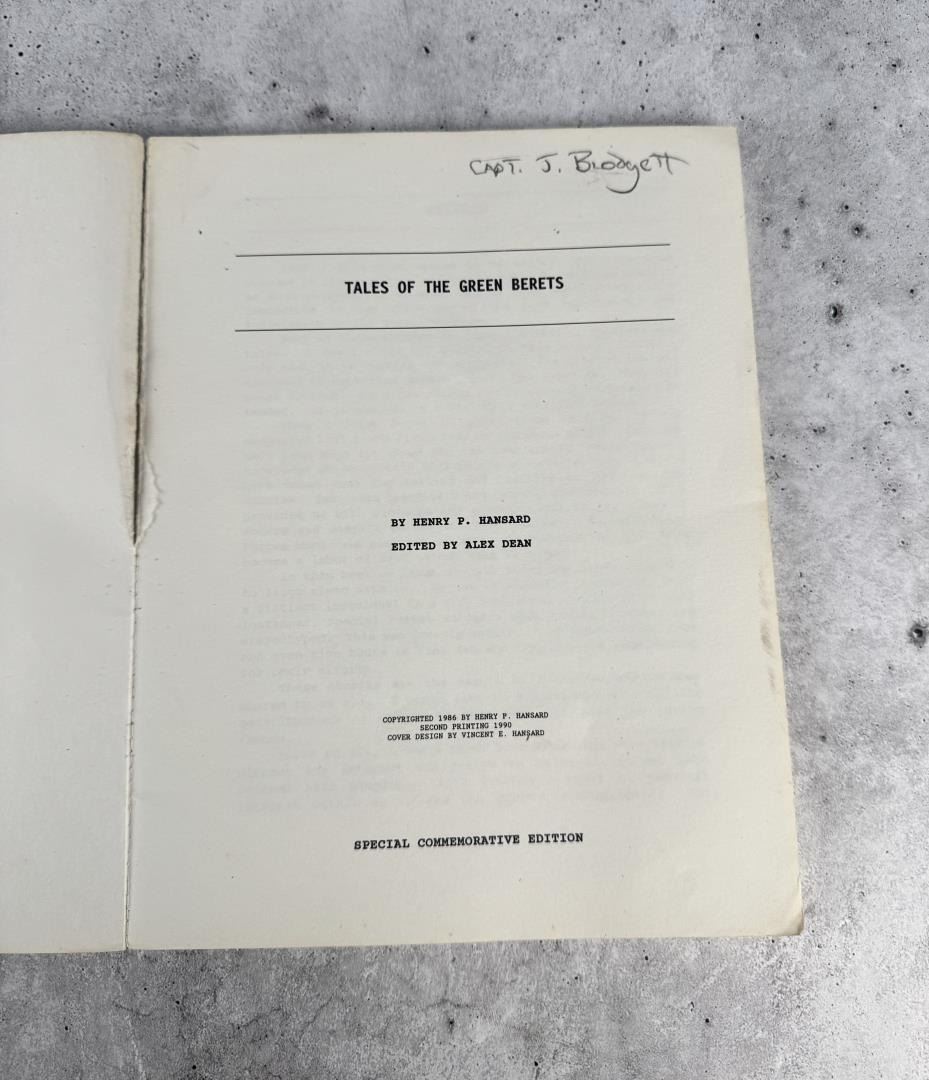 CAPT. J. Blodgett
TALES OF THE GREEN BERETS
BY HENRY P. HANSARD
EDITED BY ALEX DEAN
COPYRIGHTED 1986 BY HENRY P. HANSARD
SECOND PRINTING 1990
COVER DESIGN BY VINCENT E. HANSARD
SPECIAL COMMEMORATIVE EDITION